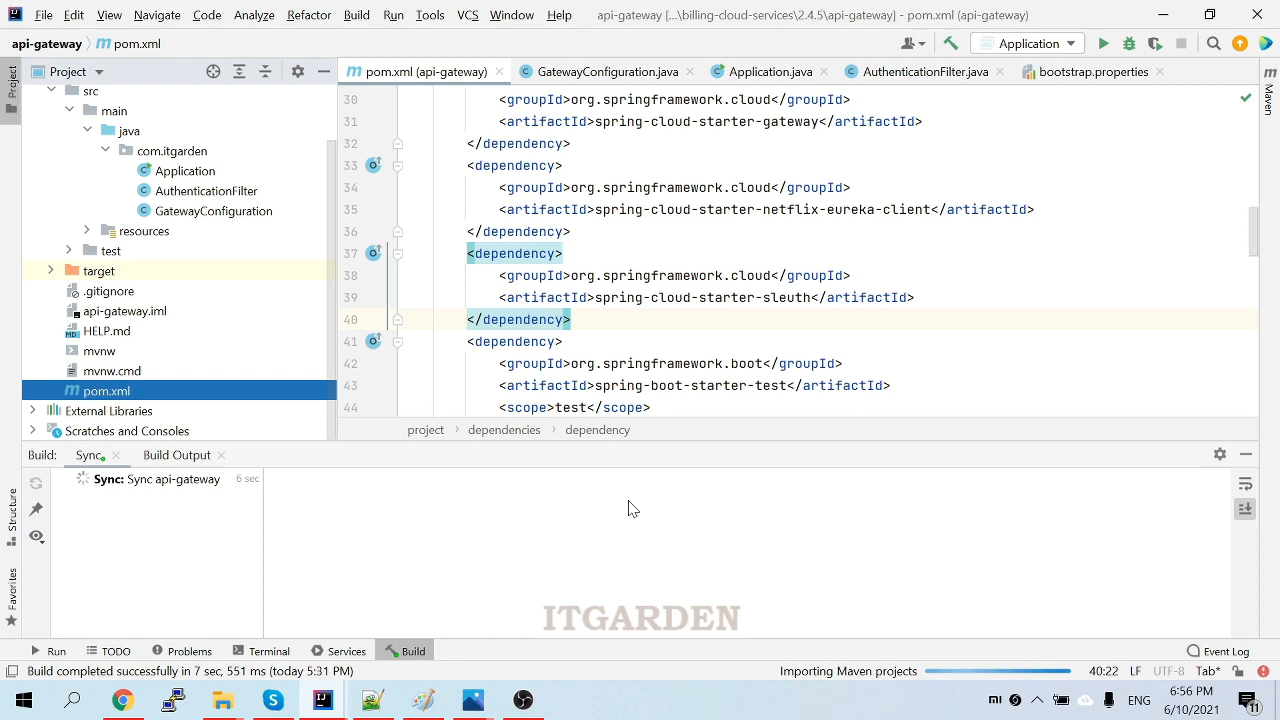 File Edit View Navigate Code Analyze Refactor Build Run Tools VCS Window Help api-gateway [...\billing-cloud-services\2.4.5\api-gateway] - pom.xml (api-gateway)
api-gateway pom.xml Application
Project
Project
pom.xml (api-gateway) GatewayConfiguration.java Application.java AuthenticationFilter.java bootstrap.properties
Maven
src
main
java
com.itgarden
Application
AuthenticationFilter
GatewayConfiguration
resources
test
target
.gitignore
api-gateway.iml
HELP.md
mvnw
mvnw.cmd
pom.xml
External Libraries
Scratches and Consoles
30 <groupId>org.springframework.cloud</groupId>
31 <artifactId>spring-cloud-starter-gateway</artifactId>
32 </dependency>
33 <dependency>
34 <groupId>org.springframework.cloud</groupId>
35 <artifactId>spring-cloud-starter-netflix-eureka-client</artifactId>
36 </dependency>
37 <dependency>
38 <groupId>org.springframework.cloud</groupId>
39 <artifactId>spring-cloud-starter-sleuth</artifactId>
40 </dependency>
41 <dependency>
42 <groupId>org.springframework.boot</groupId>
43 <artifactId>spring-boot-starter-test</artifactId>
44 <scope>test</scope>
project dependencies dependency
Build: Sync Build Output
Sync: Sync api-gateway 6 sec
Structure
Favorites
ITGARDEN
Run TODO Problems Terminal Services Build Event Log
Build completed successfully in 7 sec, 551 ms (today 5:31 PM) Importing Maven projects 40:22 LF UTF-8 Tab*
ENG 5:56 PM
6/10/2021 11